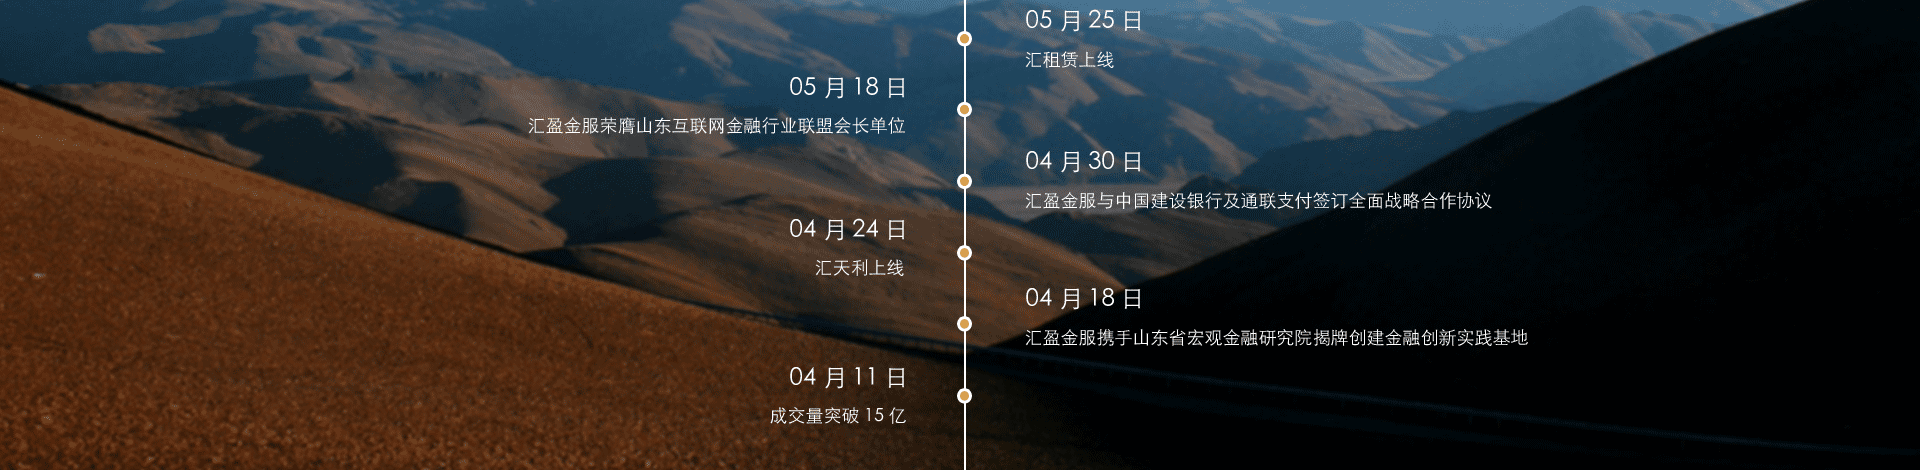 05 月 25 日
汇租赁上线
05 月 18 日
汇盈金服荣膺山东互联网金融行业联盟会长单位
04 月 30 日
汇盈金服与中国建设银行及通联支付签订全面战略合作协议
04 月 24 日
汇天利上线
04 月 18 日
汇盈金服携手山东省宏观金融研究院揭牌创建金融创新实践基地
04 月 11 日
成交量突破 15 亿